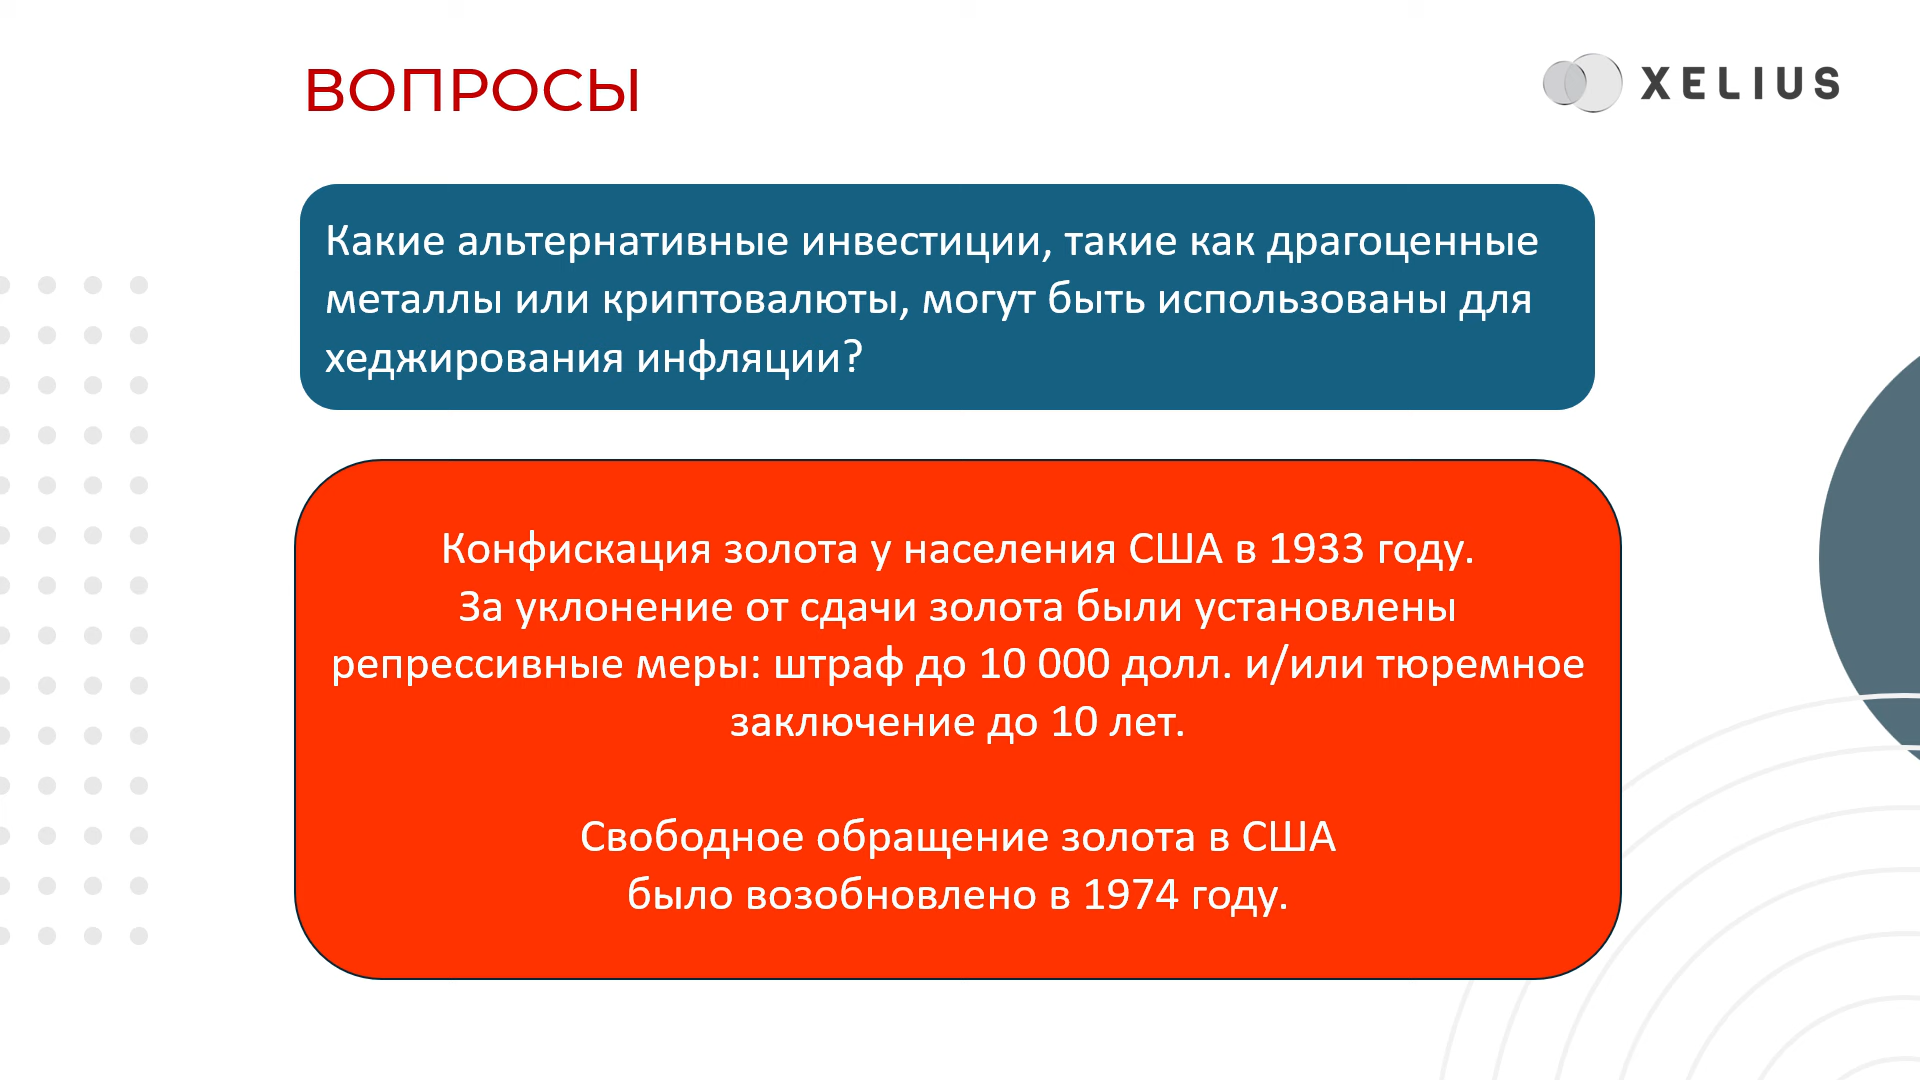 ВОПРОСЫ
XELIUS
Какие альтернативные инвестиции, такие как драгоценные
металлы или криптовалюты, могут быть использованы для
хеджирования инфляции?
Конфискация золота у населения США в 1933 году.
За уклонение от сдачи золота были установлены
репрессивные меры: штраф до 10 000 долл. и/или тюремное
заключение до 10 лет.
Свободное обращение золота в США
было возобновлено в 1974 году.